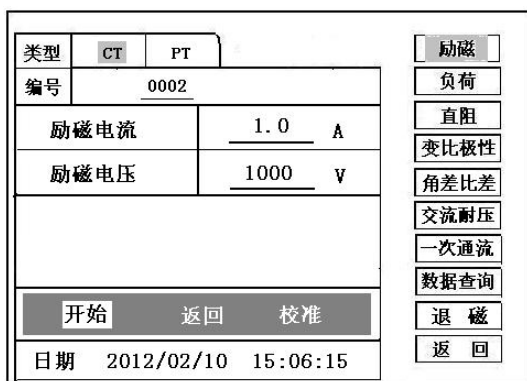 类型 CT PT
编号 0002
励磁电流 1.0 A
励磁电压 1000 V
开始 返回 校准
日期 2012/02/10 15:06:15
励磁
负荷
直阻
变比极性
角差比差
交流耐压
一次通流
数据查询
退 磁
返 回